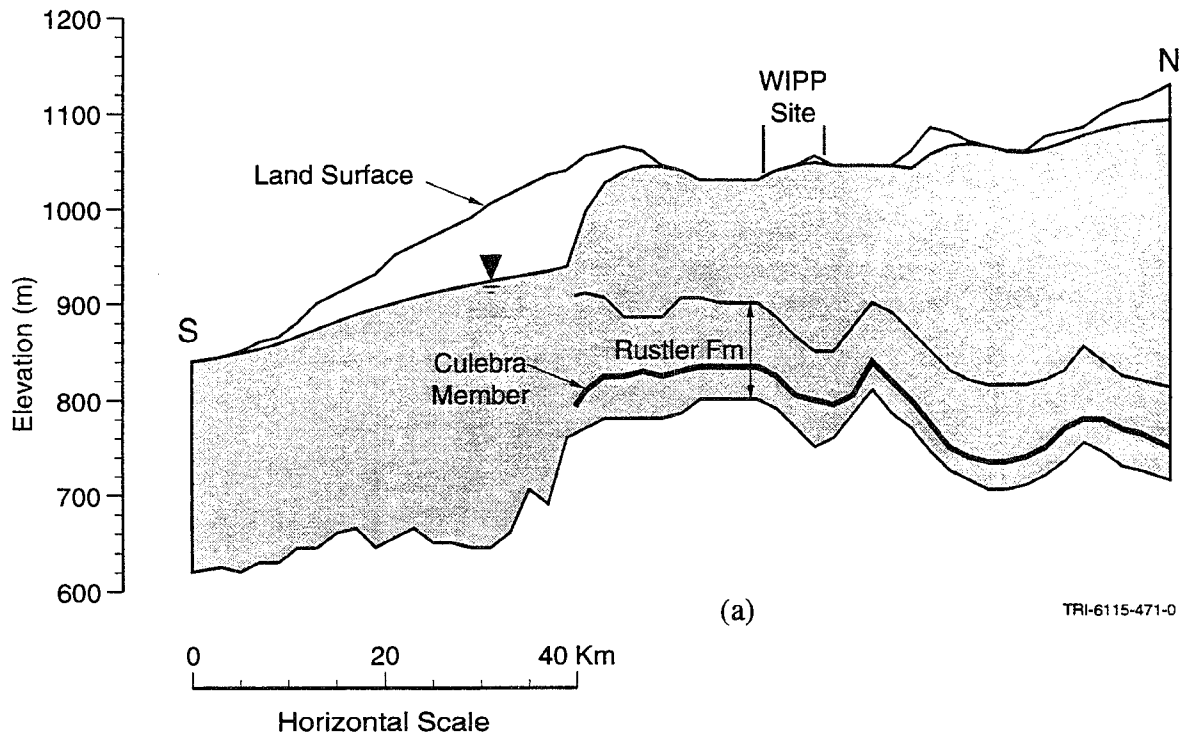 1200
1100
1000
900
800
700
600
Elevation (m)
S
N
WIPP
Site
Land Surface
Rustler Fm
Culebra
Member
(a)
TRI-6115-471-0
0
20
40 Km
Horizontal Scale